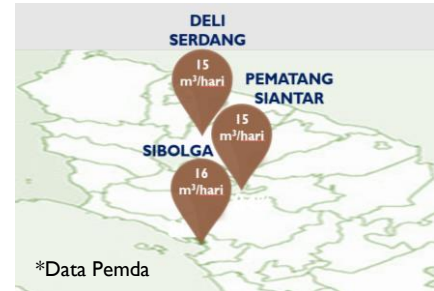 DELI
SERDANG
15
m³/hari
PEMATANG
SIANTAR
15
m³/hari
SIBOLGA
16
m³/hari
*Data Pemda